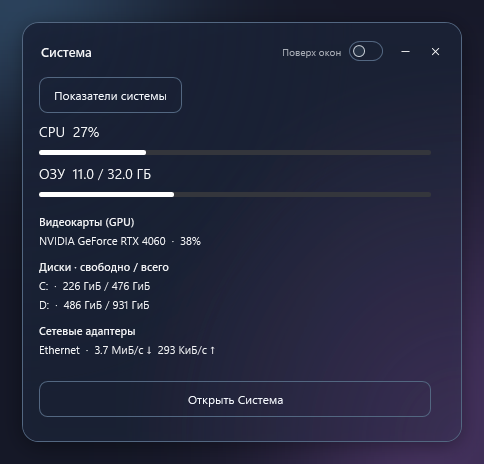 Система
Поверх окон
Показатели системы
CPU 27%
ОЗУ 11.0 / 32.0 ГБ
Видеокарты (GPU)
NVIDIA GeForce RTX 4060 · 38%
Диски · свободно / всего
C: · 226 ГиБ / 476 ГиБ
D: · 486 ГиБ / 931 ГиБ
Сетевые адаптеры
Ethernet · 3.7 МиБ/с ↓ 293 КиБ/с ↑
Открыть Система